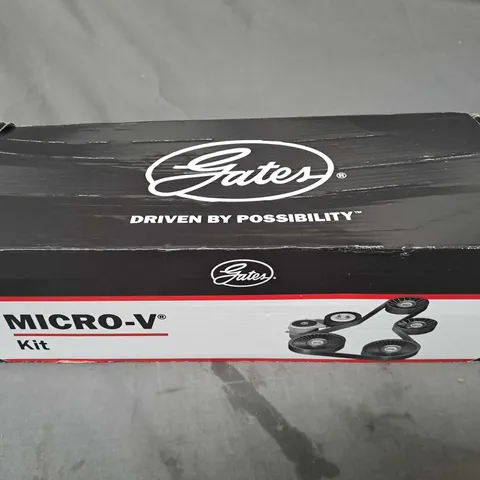 Gates®
DRIVEN BY POSSIBILITY™
Gates®
MICRO-V®
Kit